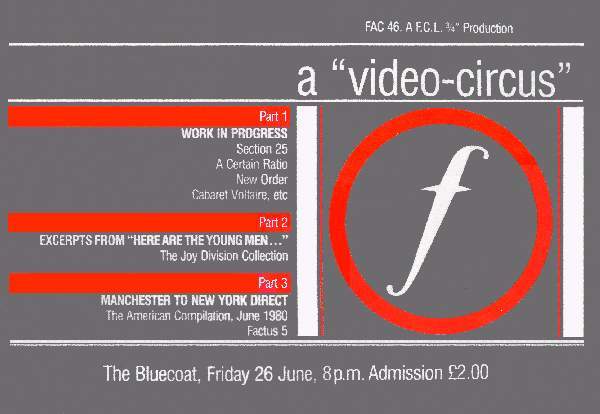 FAC 46. A F.C.L. ¾" Production
a "video-circus"
Part 1
WORK IN PROGRESS
Section 25
A Certain Ratio
New Order
Cabaret Voltaire, etc
Part 2
EXCERPTS FROM "HERE ARE THE YOUNG MEN..."
The Joy Division Collection
Part 3
MANCHESTER TO NEW YORK DIRECT
The American Compilation, June 1980
Factus 5
f
The Bluecoat, Friday 26 June, 8p.m. Admission £2.00